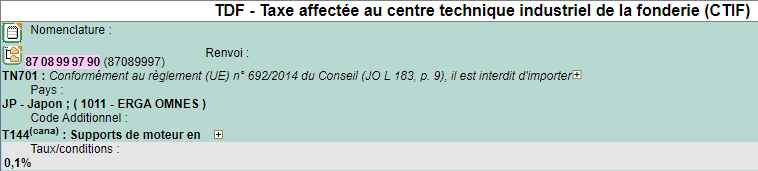 TDF - Taxe affectée au centre technique industriel de la fonderie (CTIF)
Nomenclature :
Renvoi :
87 08 99 97 90 (87089997)
TN701 : Conformément au règlement (UE) n° 692/2014 du Conseil (JO L 183, p. 9), il est interdit d'importer
Pays :
JP - Japon ; ( 1011 - ERGA OMNES )
Code Additionnel :
T144(cana) : Supports de moteur en
Taux/conditions :
0,1%